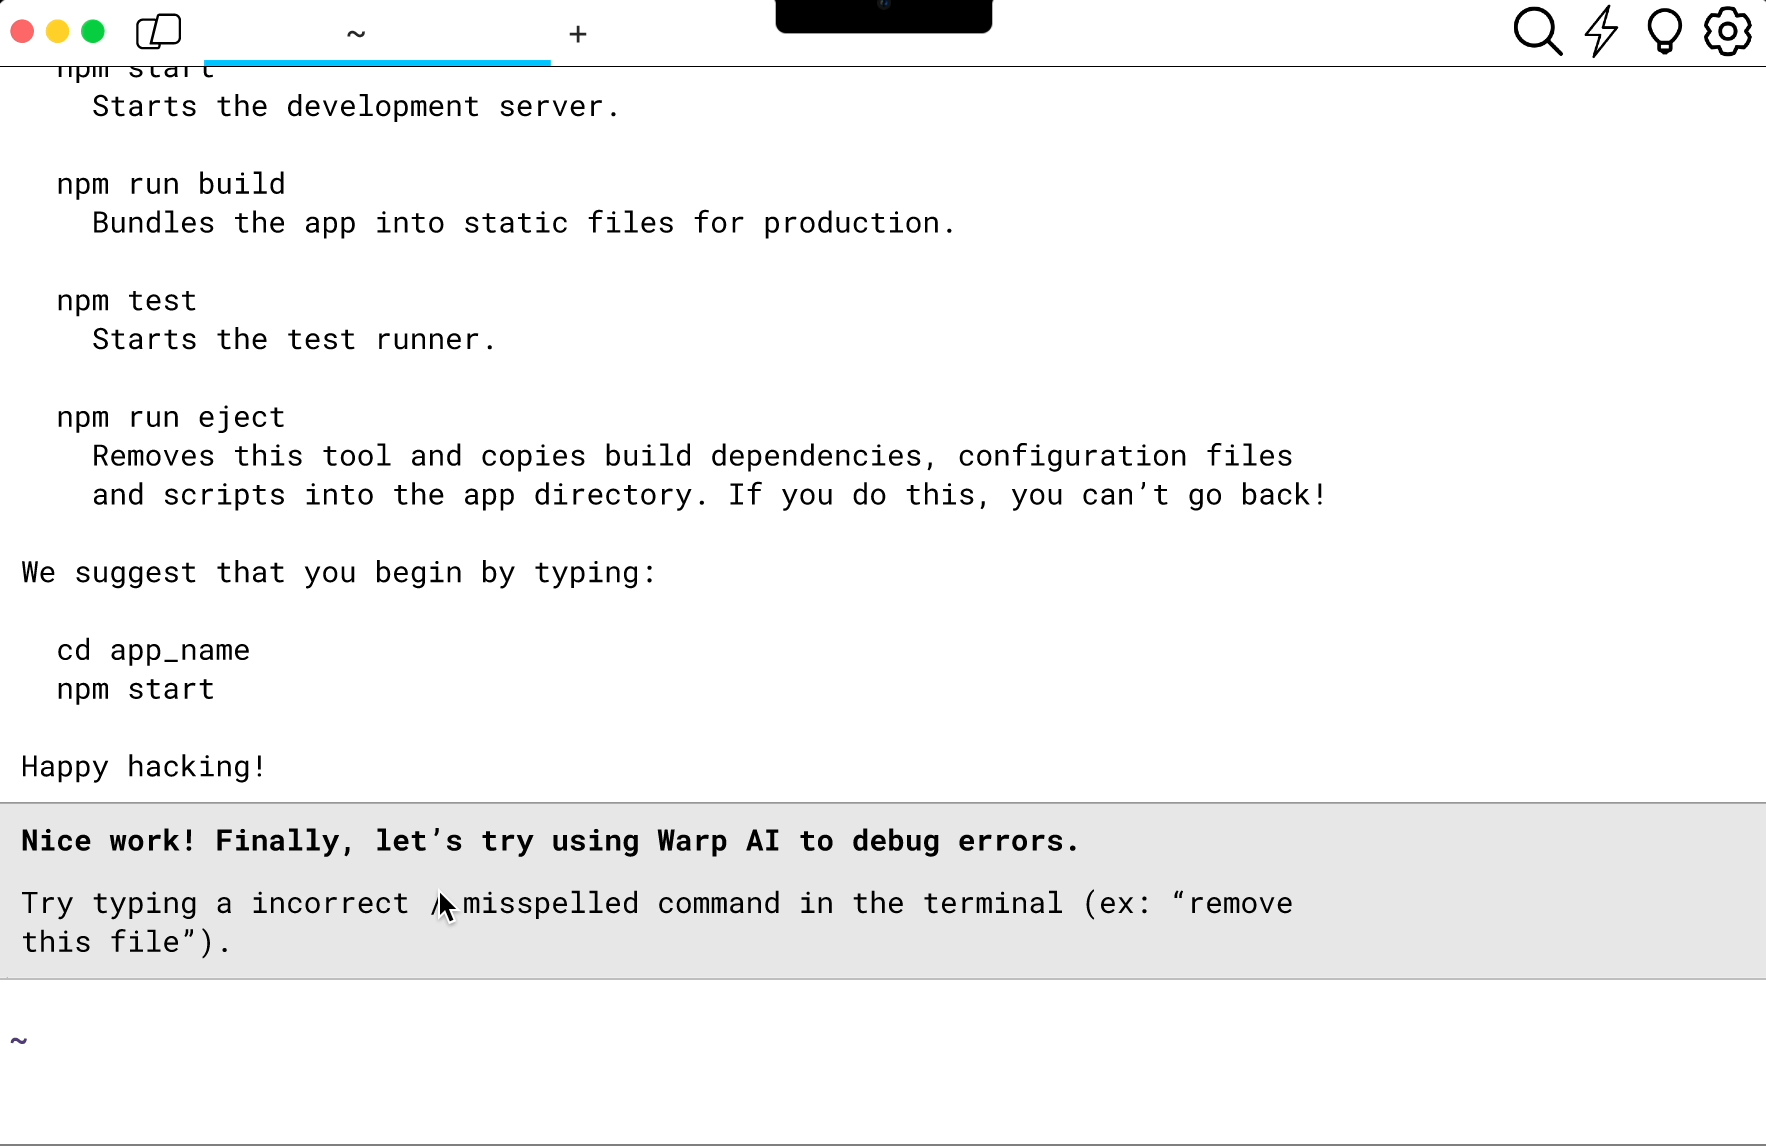 ~ +
npm start
Starts the development server.
npm run build
Bundles the app into static files for production.
npm test
Starts the test runner.
npm run eject
Removes this tool and copies build dependencies, configuration files
and scripts into the app directory. If you do this, you can’t go back!
We suggest that you begin by typing:
cd app_name
npm start
Happy hacking!
Nice work! Finally, let’s try using Warp AI to debug errors.
Try typing a incorrect / misspelled command in the terminal (ex: “remove
this file”).
~